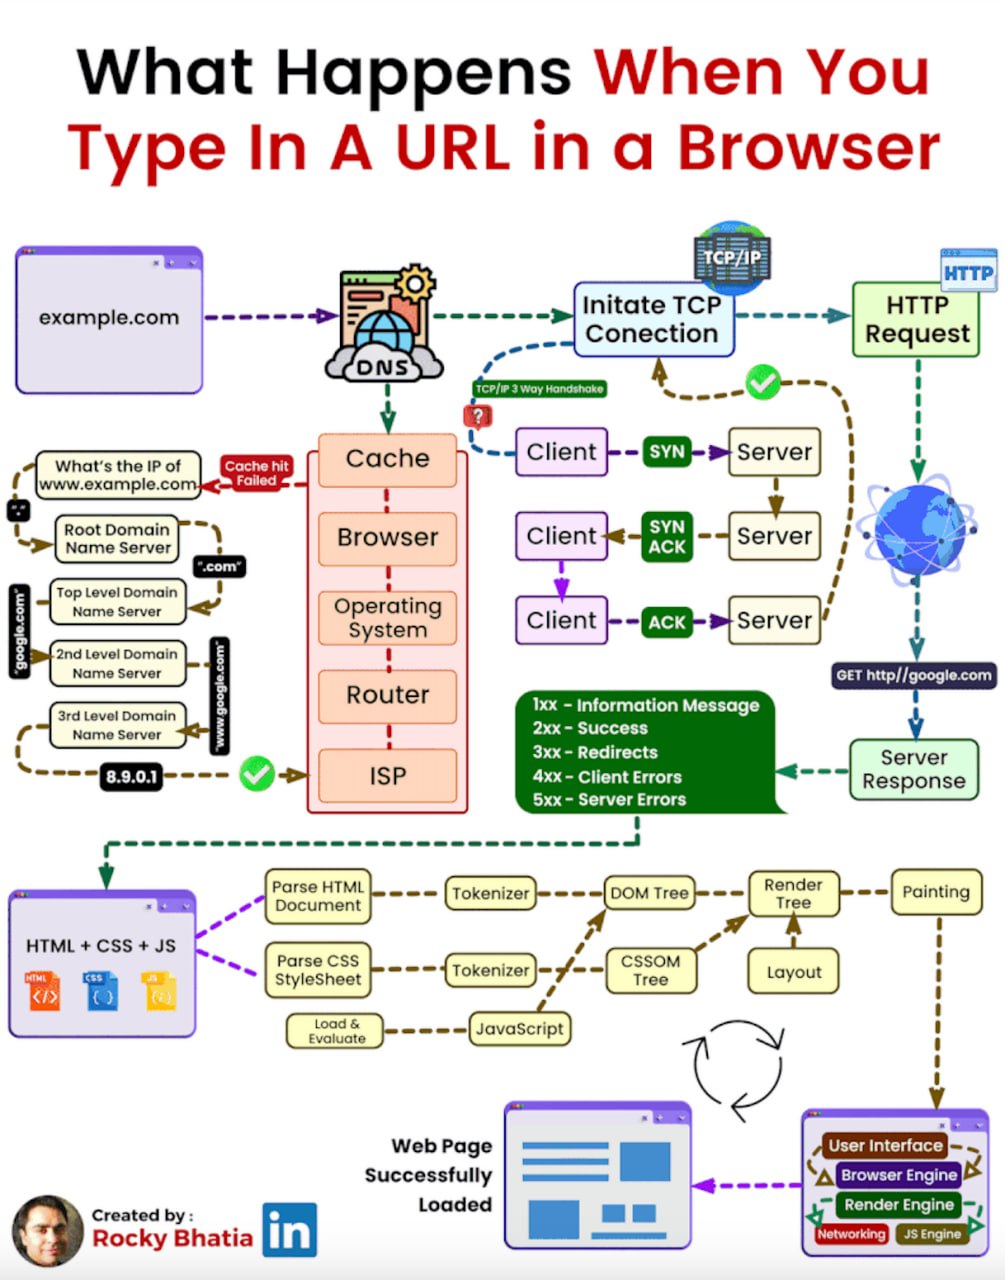 What Happens When You
Type In A URL in a Browser
example.com
DNS
TCP/IP
Initate TCP
Conection
HTTP
HTTP
Request
TCP/IP 3 Way Handshake
?
Client
SYN
Server
Client
SYN
ACK
Server
Client
ACK
Server
Cache
Browser
Operating
System
Router
ISP
Cache hit
Failed
What's the IP of
www.example.com
"."
Root Domain
Name Server
".com"
Top Level Domain
Name Server
"google.com"
2nd Level Domain
Name Server
"www.google.com"
3rd Level Domain
Name Server
8.9.0.1
GET http//google.com
Server
Response
1xx - Information Message
2xx - Success
3xx - Redirects
4xx - Client Errors
5xx - Server Errors
HTML + CSS + JS
HTML
</>
CSS
{ }
JS
{ }
Parse HTML
Document
Tokenizer
DOM Tree
Render
Tree
Painting
Parse CSS
StyleSheet
Tokenizer
CSSOM
Tree
Layout
Load &
Evaluate
JavaScript
User Interface
Browser Engine
Render Engine
Networking
JS Engine
Web Page
Successfully
Loaded
Created by :
Rocky Bhatia
in